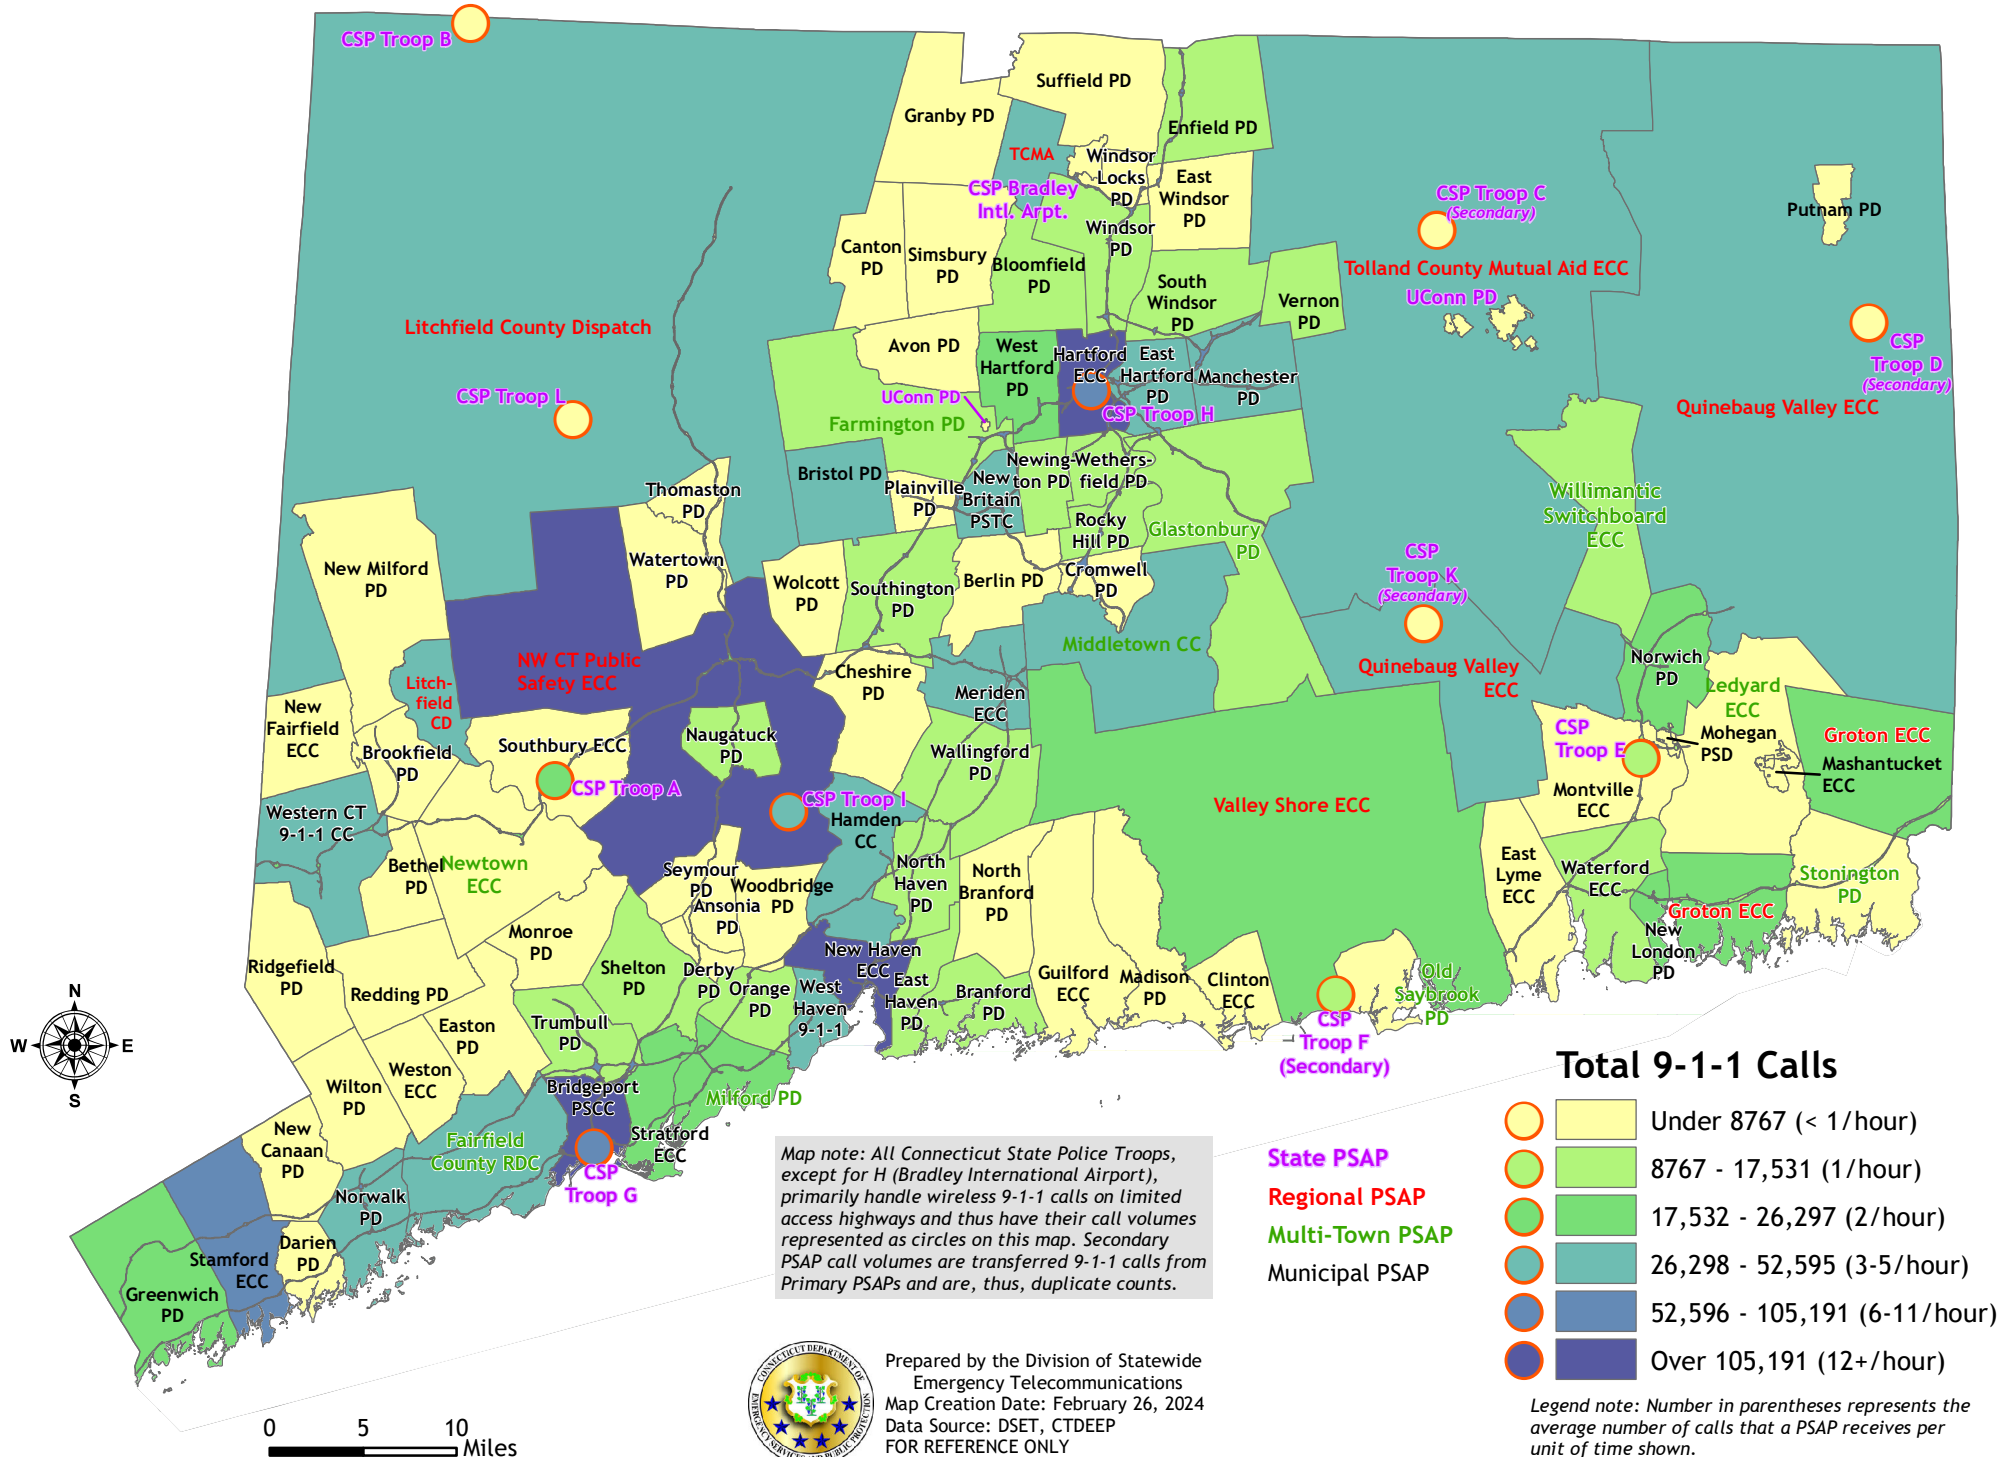 CSP Troop B
Suffield PD
Granby PD
Enfield PD
TCMA
Windsor
Locks
PD
CSP Bradley
Intl. Arpt.
East
Windsor
PD
CSP Troop C
(Secondary)
Putnam PD
Windsor
PD
Canton
PD
Simsbury
PD
Bloomfield
PD
Tolland County Mutual Aid ECC
UConn PD
South
Windsor
PD
Vernon
PD
Litchfield County Dispatch
Avon PD
West
Hartford
PD
Hartford
ECC
East
Hartford
PD
Manchester
PD
CSP
Troop D
(Secondary)
CSP Troop L
UConn PD
Farmington PD
CSP Troop H
Quinebaug Valley ECC
Bristol PD
Plainville
PD
New
Britain
PSTC
Newing-
ton PD
Wethers-
field PD
Thomaston
PD
Rocky
Hill PD
Glastonbury
PD
Willimantic
Switchboard
ECC
New Milford
PD
Watertown
PD
Wolcott
PD
Southington
PD
Berlin PD
Cromwell
PD
CSP
Troop K
(Secondary)
NW CT Public
Safety ECC
Middletown CC
Quinebaug Valley
ECC
Norwich
PD
Litch-
field
CD
Cheshire
PD
Meriden
ECC
Ledyard
ECC
New
Fairfield
ECC
Brookfield
PD
Southbury ECC
Naugatuck
PD
Wallingford
PD
CSP
Troop E
Mohegan
PSD
Groton ECC
Mashantucket
ECC
CSP Troop A
CSP Troop I
Montville
ECC
Western CT
9-1-1 CC
Hamden
CC
Valley Shore ECC
Bethel
PD
Newtown
ECC
Seymour
PD
Woodbridge
PD
North
Haven
PD
North
Branford
PD
East
Lyme
ECC
Waterford
ECC
Stonington
PD
Ansonia
PD
Groton ECC
Monroe
PD
New Haven
ECC
New
London
PD
Ridgefield
PD
Redding PD
Shelton
PD
Derby
PD
Orange
PD
West
Haven
9-1-1
East
Haven
PD
Branford
PD
Guilford
ECC
Madison
PD
Clinton
ECC
Old
Saybrook
PD
CSP
Troop F
(Secondary)
Easton
PD
Trumbull
PD
Weston
ECC
Wilton
PD
Bridgeport
PSCC
Milford PD
Stratford
ECC
New
Canaan
PD
Fairfield
County RDC
CSP
Troop G
Norwalk
PD
Darien
PD
Stamford
ECC
Greenwich
PD
N
W
E
S
0
5
10
Miles
Map note: All Connecticut State Police Troops,
except for H (Bradley International Airport),
primarily handle wireless 9-1-1 calls on limited
access highways and thus have their call volumes
represented as circles on this map. Secondary
PSAP call volumes are transferred 9-1-1 calls from
Primary PSAPs and are, thus, duplicate counts.
State PSAP
Regional PSAP
Multi-Town PSAP
Municipal PSAP
Total 9-1-1 Calls
Under 8767 (< 1/hour)
8767 - 17,531 (1/hour)
17,532 - 26,297 (2/hour)
26,298 - 52,595 (3-5/hour)
52,596 - 105,191 (6-11/hour)
Over 105,191 (12+/hour)
Legend note: Number in parentheses represents the
average number of calls that a PSAP receives per
unit of time shown.
CONNECTICUT DEPARTMENT OF
EMERGENCY SERVICES AND PUBLIC PROTECTION
Prepared by the Division of Statewide
Emergency Telecommunications
Map Creation Date: February 26, 2024
Data Source: DSET, CTDEEP
FOR REFERENCE ONLY